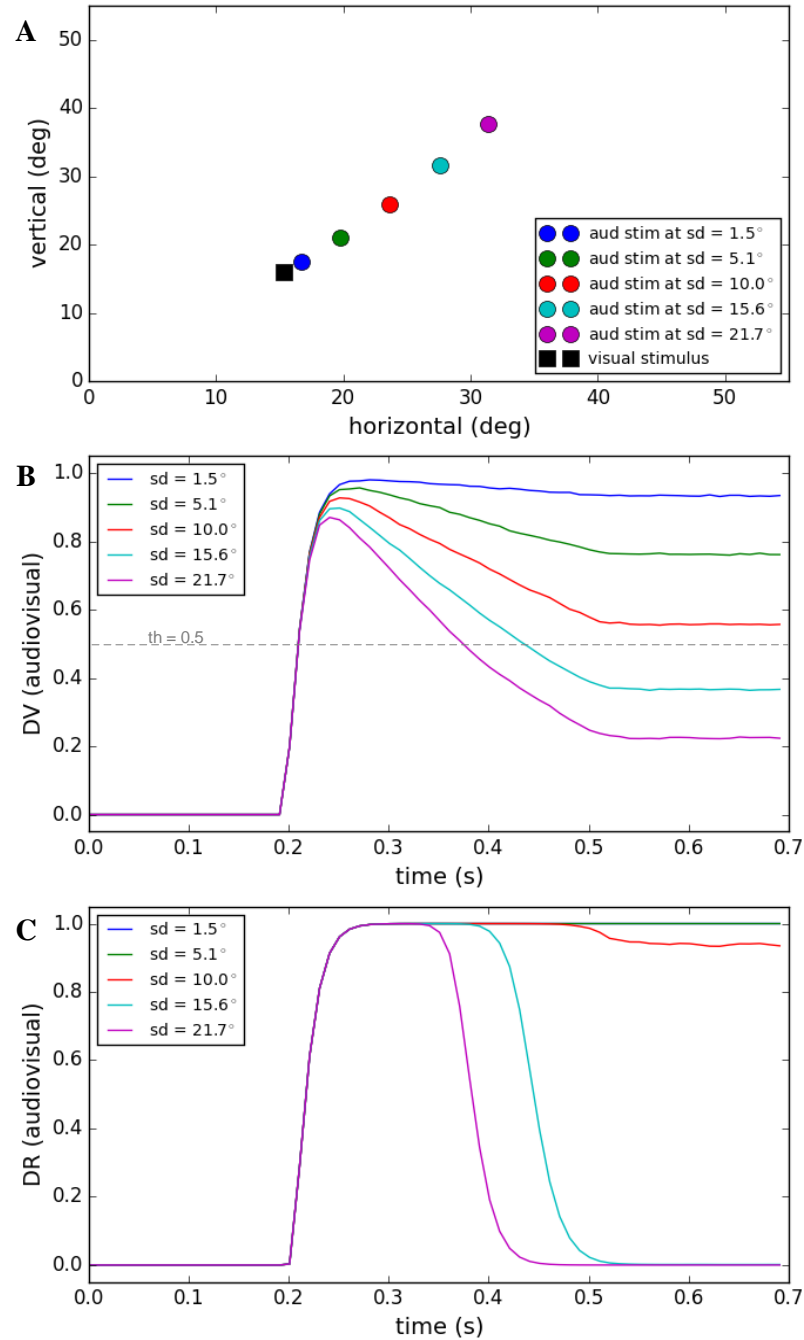 A
50
40
30
20
10
0
vertical (deg)
aud stim at sd = 1.5°
aud stim at sd = 5.1°
aud stim at sd = 10.0°
aud stim at sd = 15.6°
aud stim at sd = 21.7°
visual stimulus
0 10 20 30 40 50
horizontal (deg)
B
1.0
0.8
0.6
0.4
0.2
0.0
DV (audiovisual)
sd = 1.5°
sd = 5.1°
sd = 10.0°
sd = 15.6°
sd = 21.7°
th = 0.5
0.0 0.1 0.2 0.3 0.4 0.5 0.6 0.7
time (s)
C
1.0
0.8
0.6
0.4
0.2
0.0
DR (audiovisual)
sd = 1.5°
sd = 5.1°
sd = 10.0°
sd = 15.6°
sd = 21.7°
0.0 0.1 0.2 0.3 0.4 0.5 0.6 0.7
time (s)